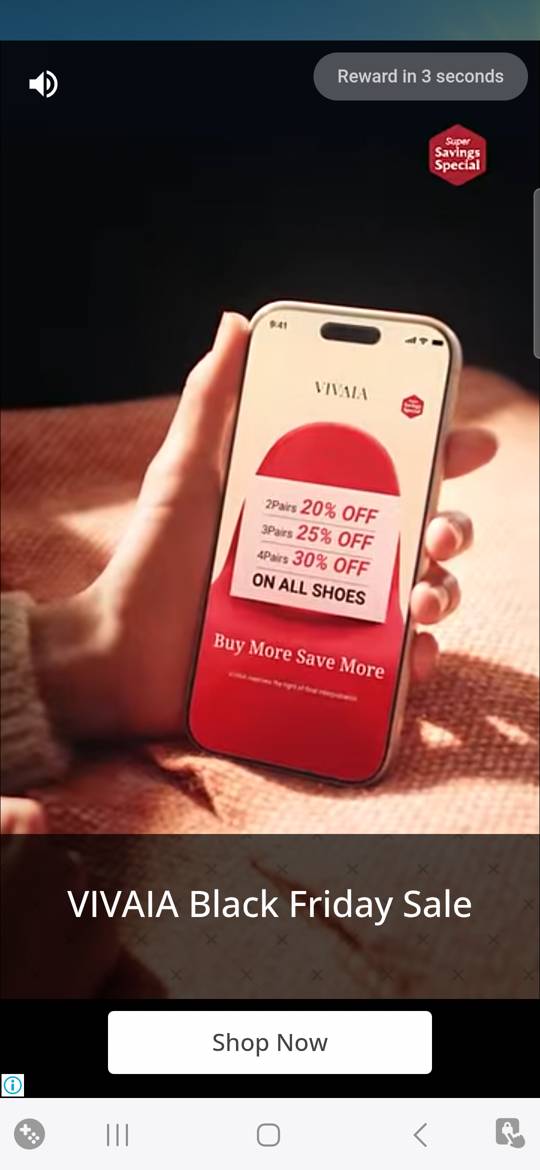 Reward in 3 seconds
Super
Savings
Special
9:41
VIVAIA
2Pairs 20% OFF
3Pairs 25% OFF
4Pairs 30% OFF
ON ALL SHOES
Buy More Save More
VIVAIA Black Friday Sale
Shop Now